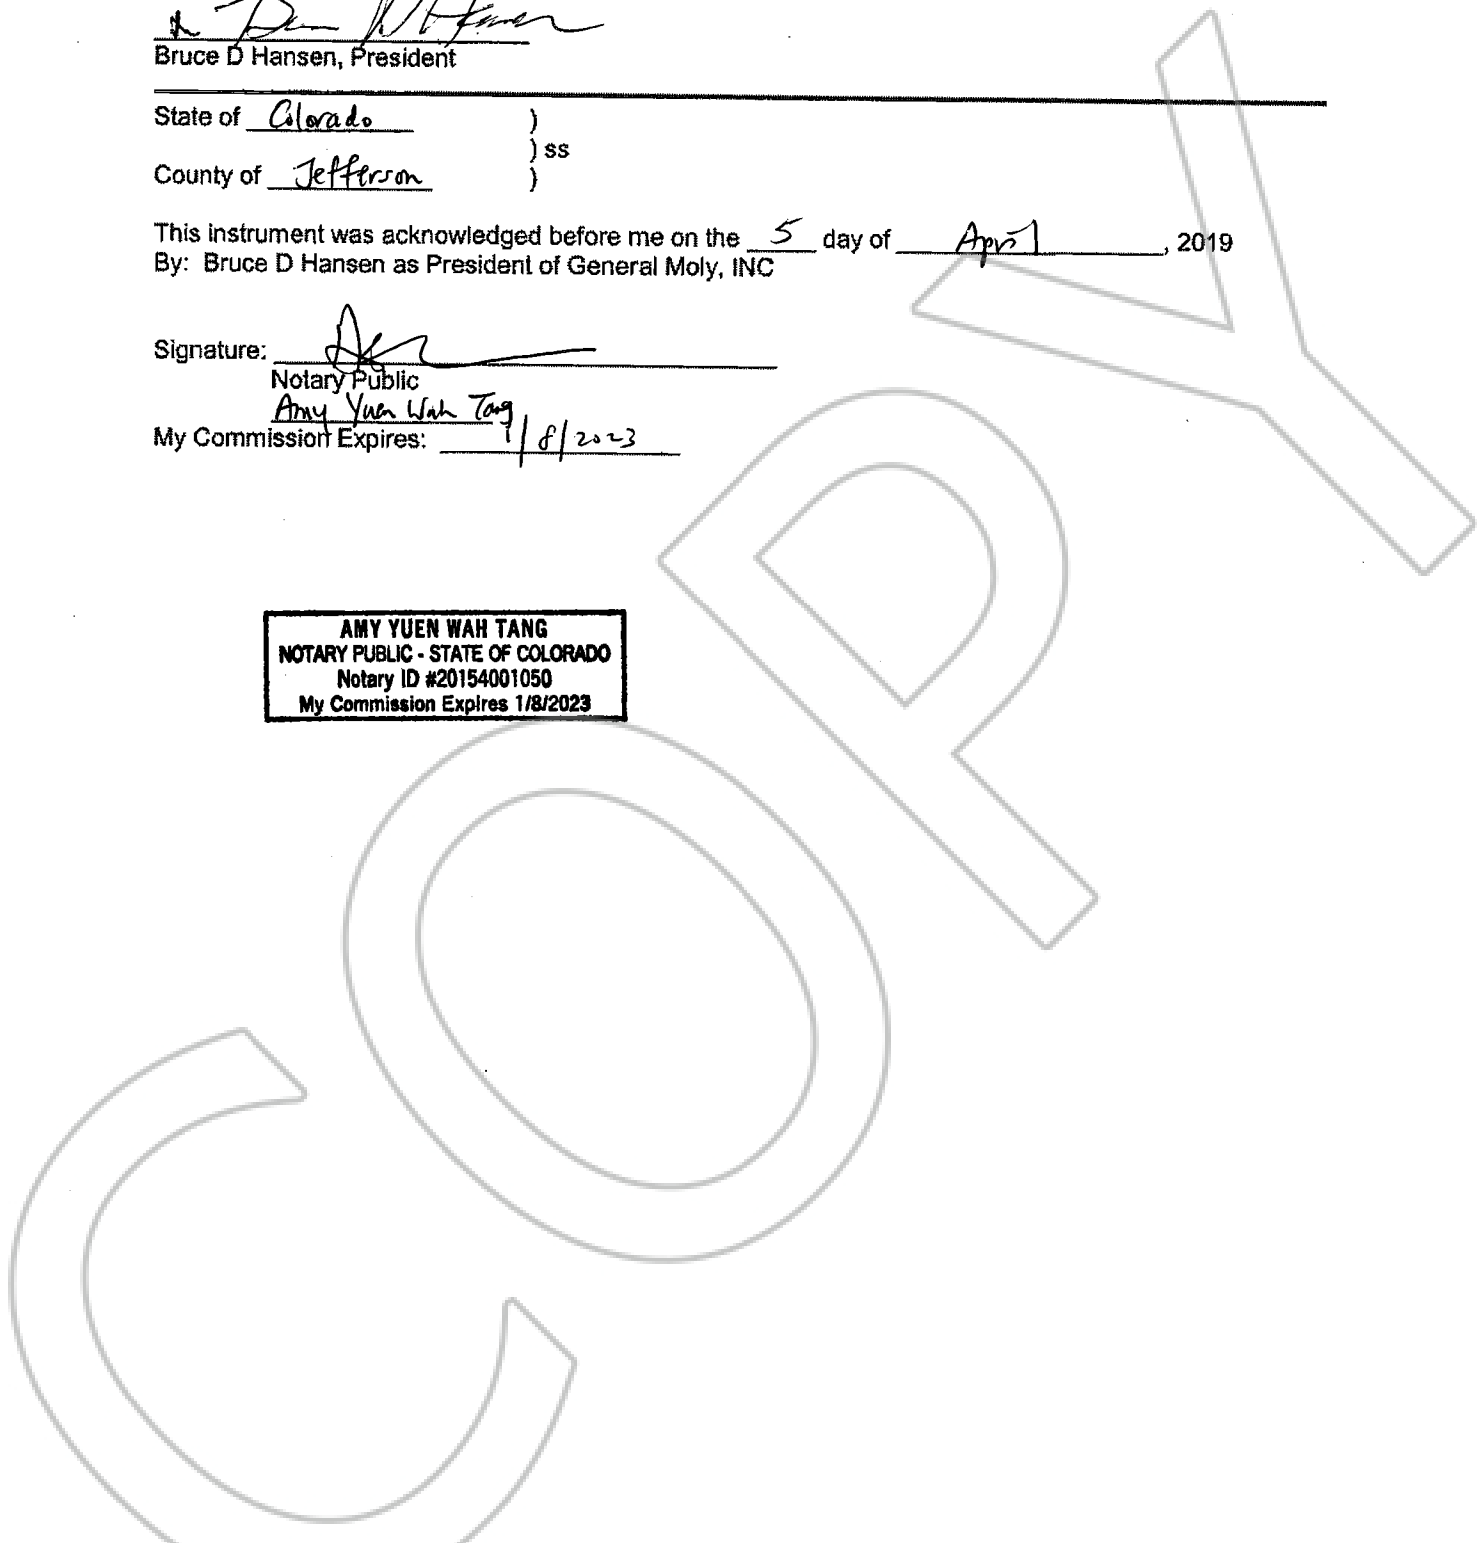 Bruce D Hansen, President
State of Colorado )
) ss
County of Jefferson )
This instrument was acknowledged before me on the 5 day of April, 2019
By: Bruce D Hansen as President of General Moly, INC
Signature:
Notary Public
Amy Yuen Wah Tang
My Commission Expires: 1/8/2023
AMY YUEN WAH TANG
NOTARY PUBLIC - STATE OF COLORADO
Notary ID #20154001050
My Commission Expires 1/8/2023
COPY